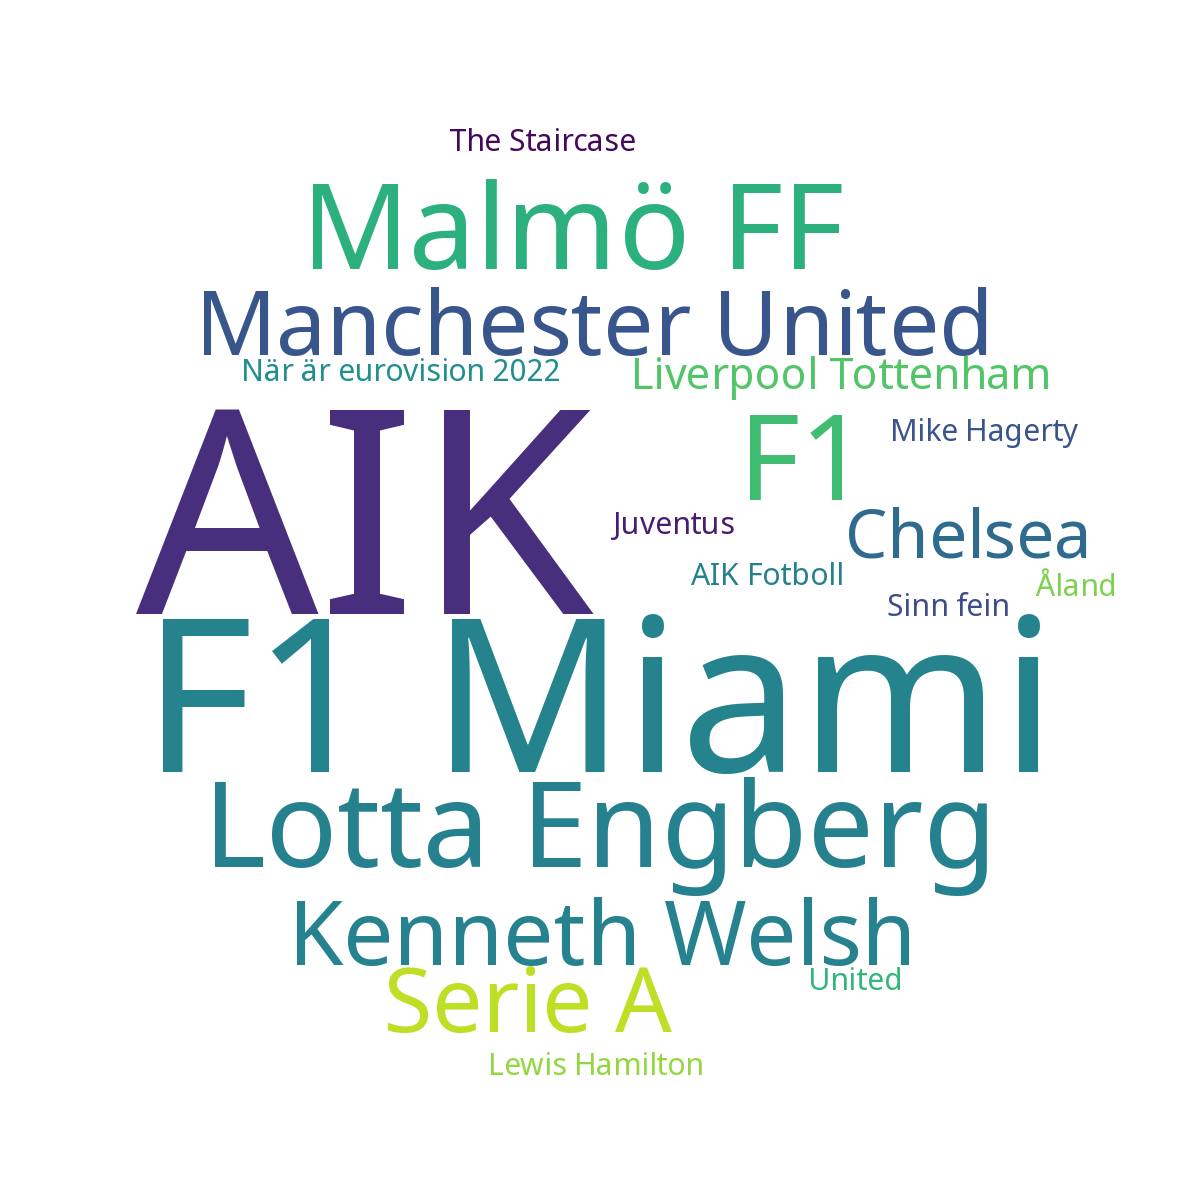 The Staircase
Malmö FF
Manchester United
När är eurovision 2022
Liverpool Tottenham
AIK
F1
Mike Hagerty
Juventus
Chelsea
AIK Fotboll
Åland
Sinn fein
F1 Miami
Lotta Engberg
Kenneth Welsh
Serie A
United
Lewis Hamilton